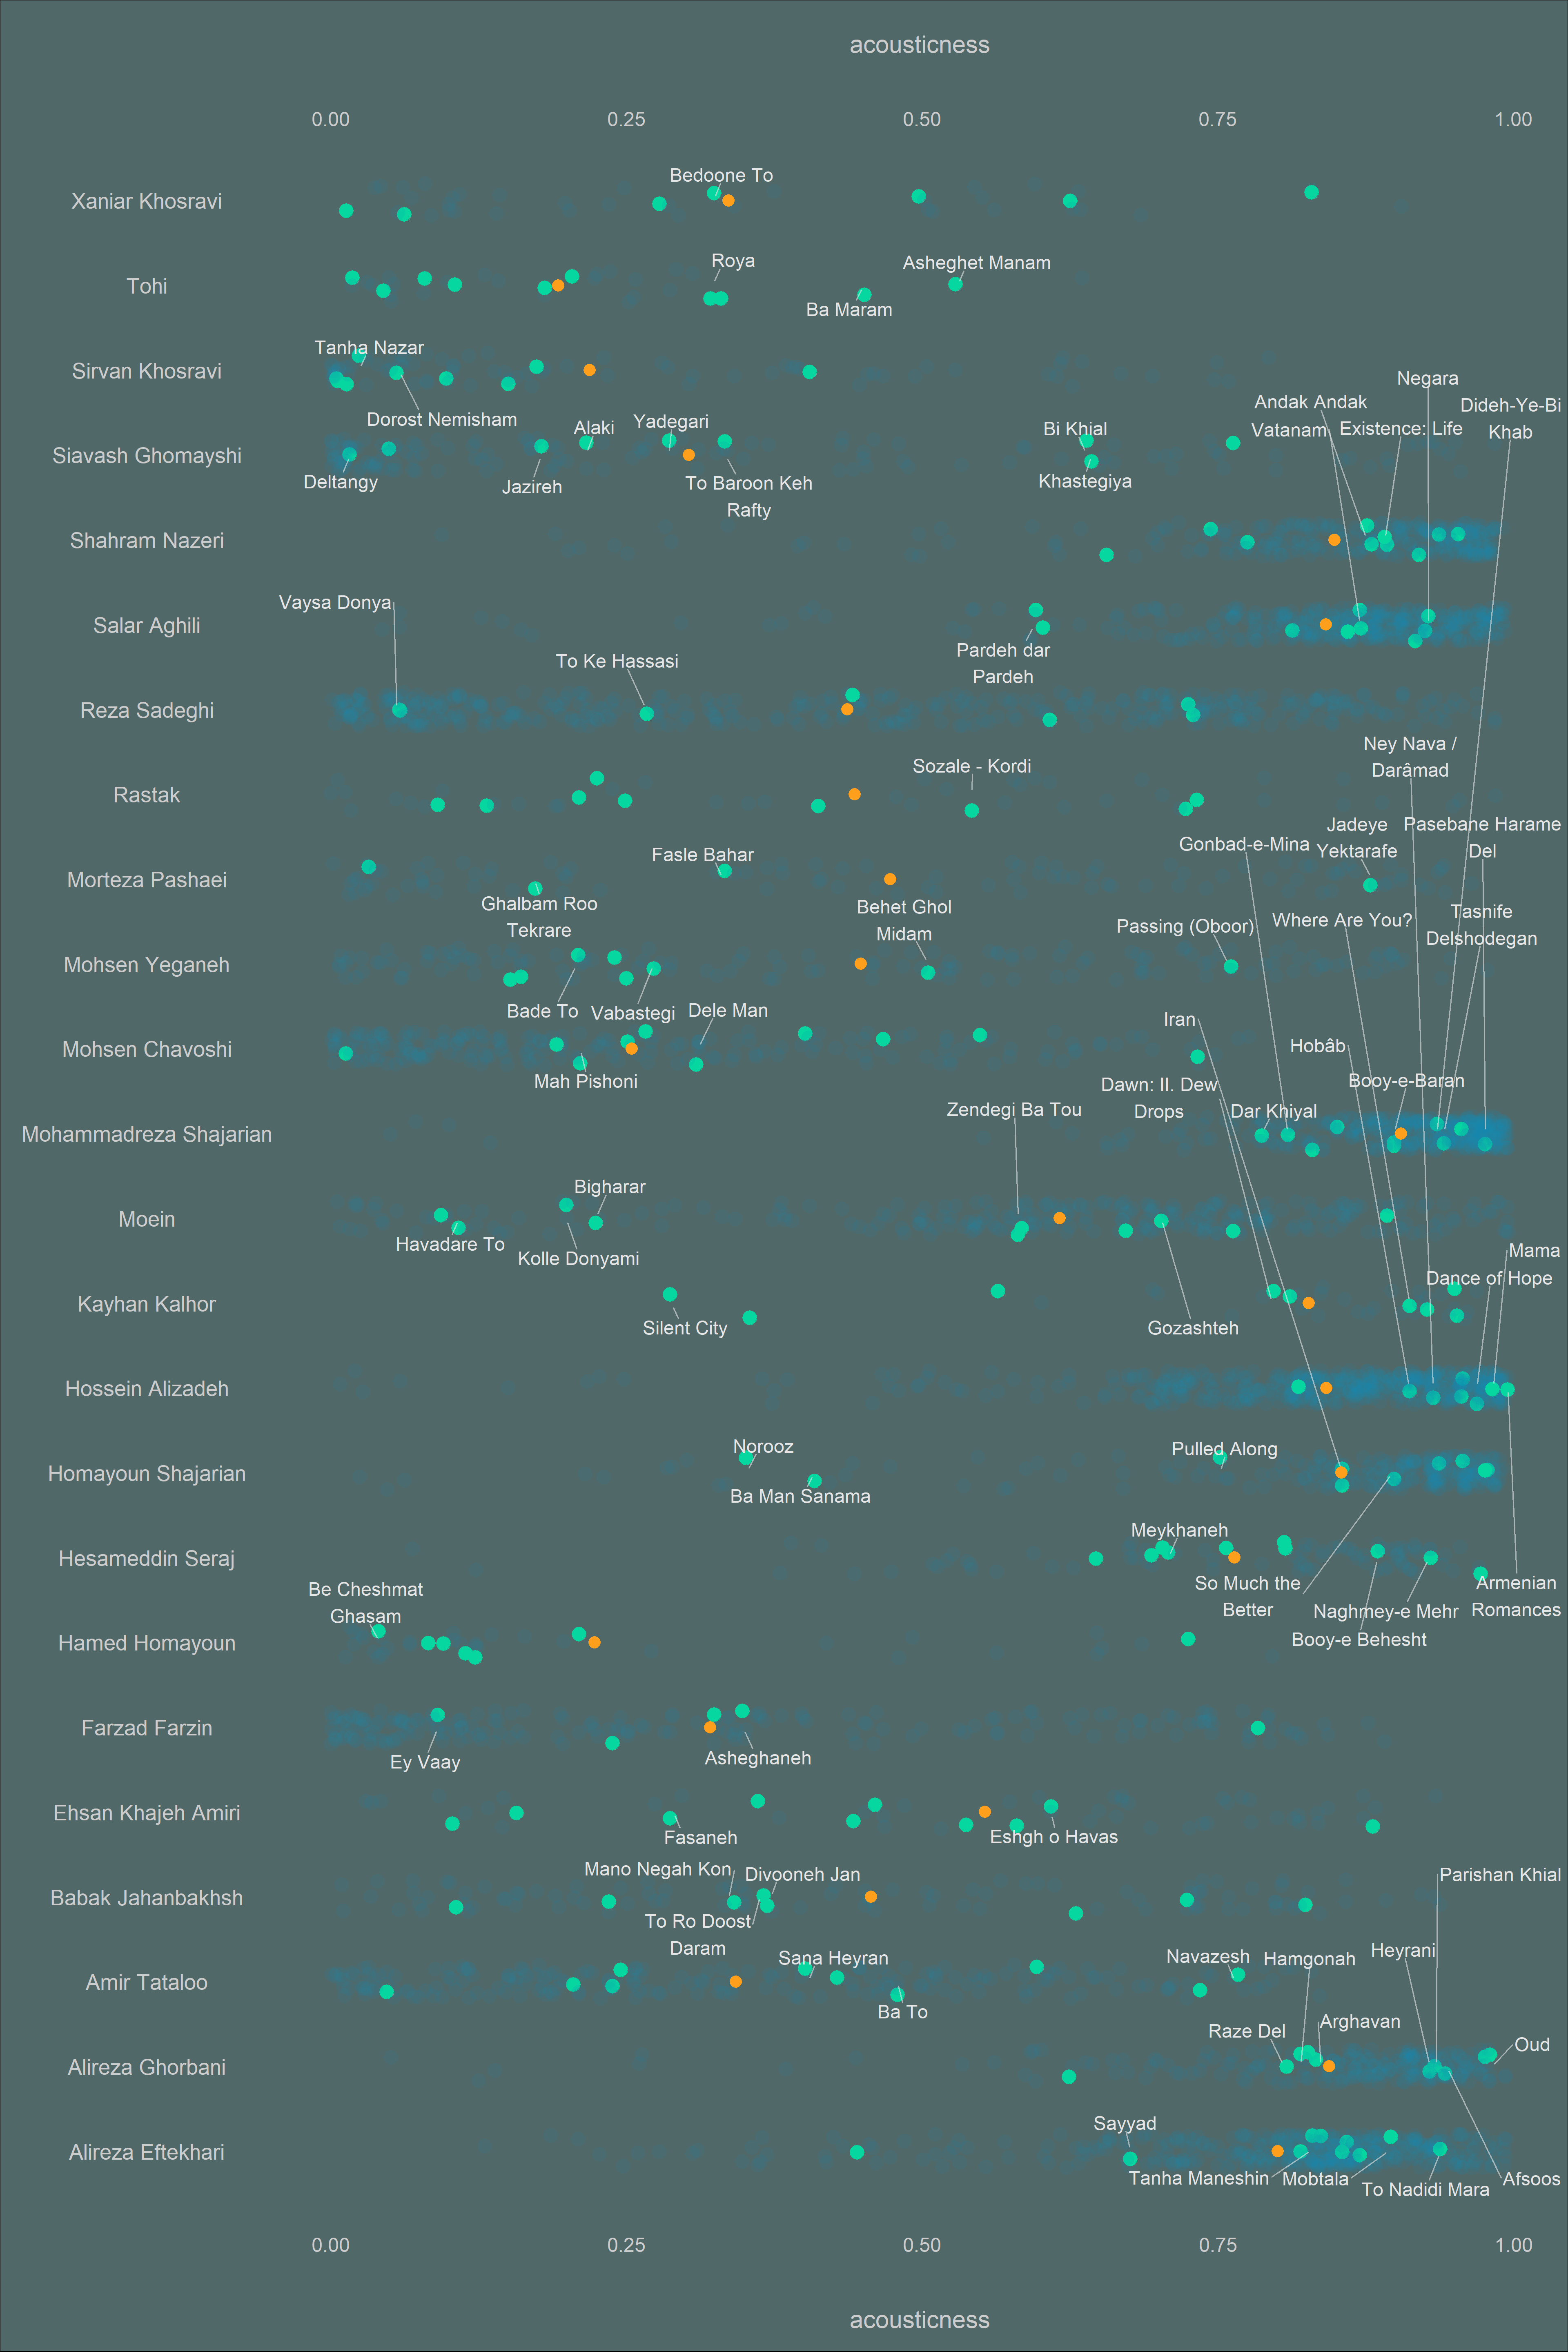 acousticness
0.00 0.25 0.50 0.75 1.00
Bedoone To
Xaniar Khosravi
Roya
Asheghet Manam
Tohi
Ba Maram
Tanha Nazar
Sirvan Khosravi
Negara
Andak Andak
Dideh-Ye-Bi
Khab
Dorost Nemisham
Yadegari
Alaki
Bi Khial
Vatanam
Existence: Life
Siavash Ghomayshi
Deltangy
Jazireh
To Baroon Keh
Rafty
Khastegiya
Shahram Nazeri
Vaysa Donya
Salar Aghili
Pardeh dar
Pardeh
To Ke Hassasi
Reza Sadeghi
Ney Nava /
Darâmad
Sozale - Kordi
Rastak
Jadeye
Yektarafe
Pasebane Harame
Del
Gonbad-e-Mina
Fasle Bahar
Morteza Pashaei
Ghalbam Roo
Tekrare
Behet Ghol
Midam
Passing (Oboor)
Where Are You?
Tasnife
Delshodegan
Mohsen Yeganeh
Bade To
Vabastegi
Dele Man
Iran
Mohsen Chavoshi
Hobâb
Mah Pishoni
Dawn: II. Dew
Drops
Booy-e-Baran
Zendegi Ba Tou
Dar Khiyal
Mohammadreza Shajarian
Bigharar
Moein
Havadare To
Kolle Donyami
Mama
Dance of Hope
Kayhan Kalhor
Silent City
Gozashteh
Hossein Alizadeh
Norooz
Pulled Along
Homayoun Shajarian
Ba Man Sanama
Meykhaneh
Hesameddin Seraj
So Much the
Better
Armenian
Romances
Be Cheshmat
Ghasam
Naghmey-e Mehr
Booy-e Behesht
Hamed Homayoun
Farzad Farzin
Ey Vaay
Asheghaneh
Ehsan Khajeh Amiri
Fasaneh
Eshgh o Havas
Mano Negah Kon
Divooneh Jan
Parishan Khial
Babak Jahanbakhsh
To Ro Doost
Daram
Sana Heyran
Navazesh
Hamgonah
Heyrani
Amir Tataloo
Ba To
Raze Del
Arghavan
Oud
Alireza Ghorbani
Sayyad
Alireza Eftekhari
Tanha Maneshin
Mobtala
To Nadidi Mara
Afsoos
0.00 0.25 0.50 0.75 1.00
acousticness